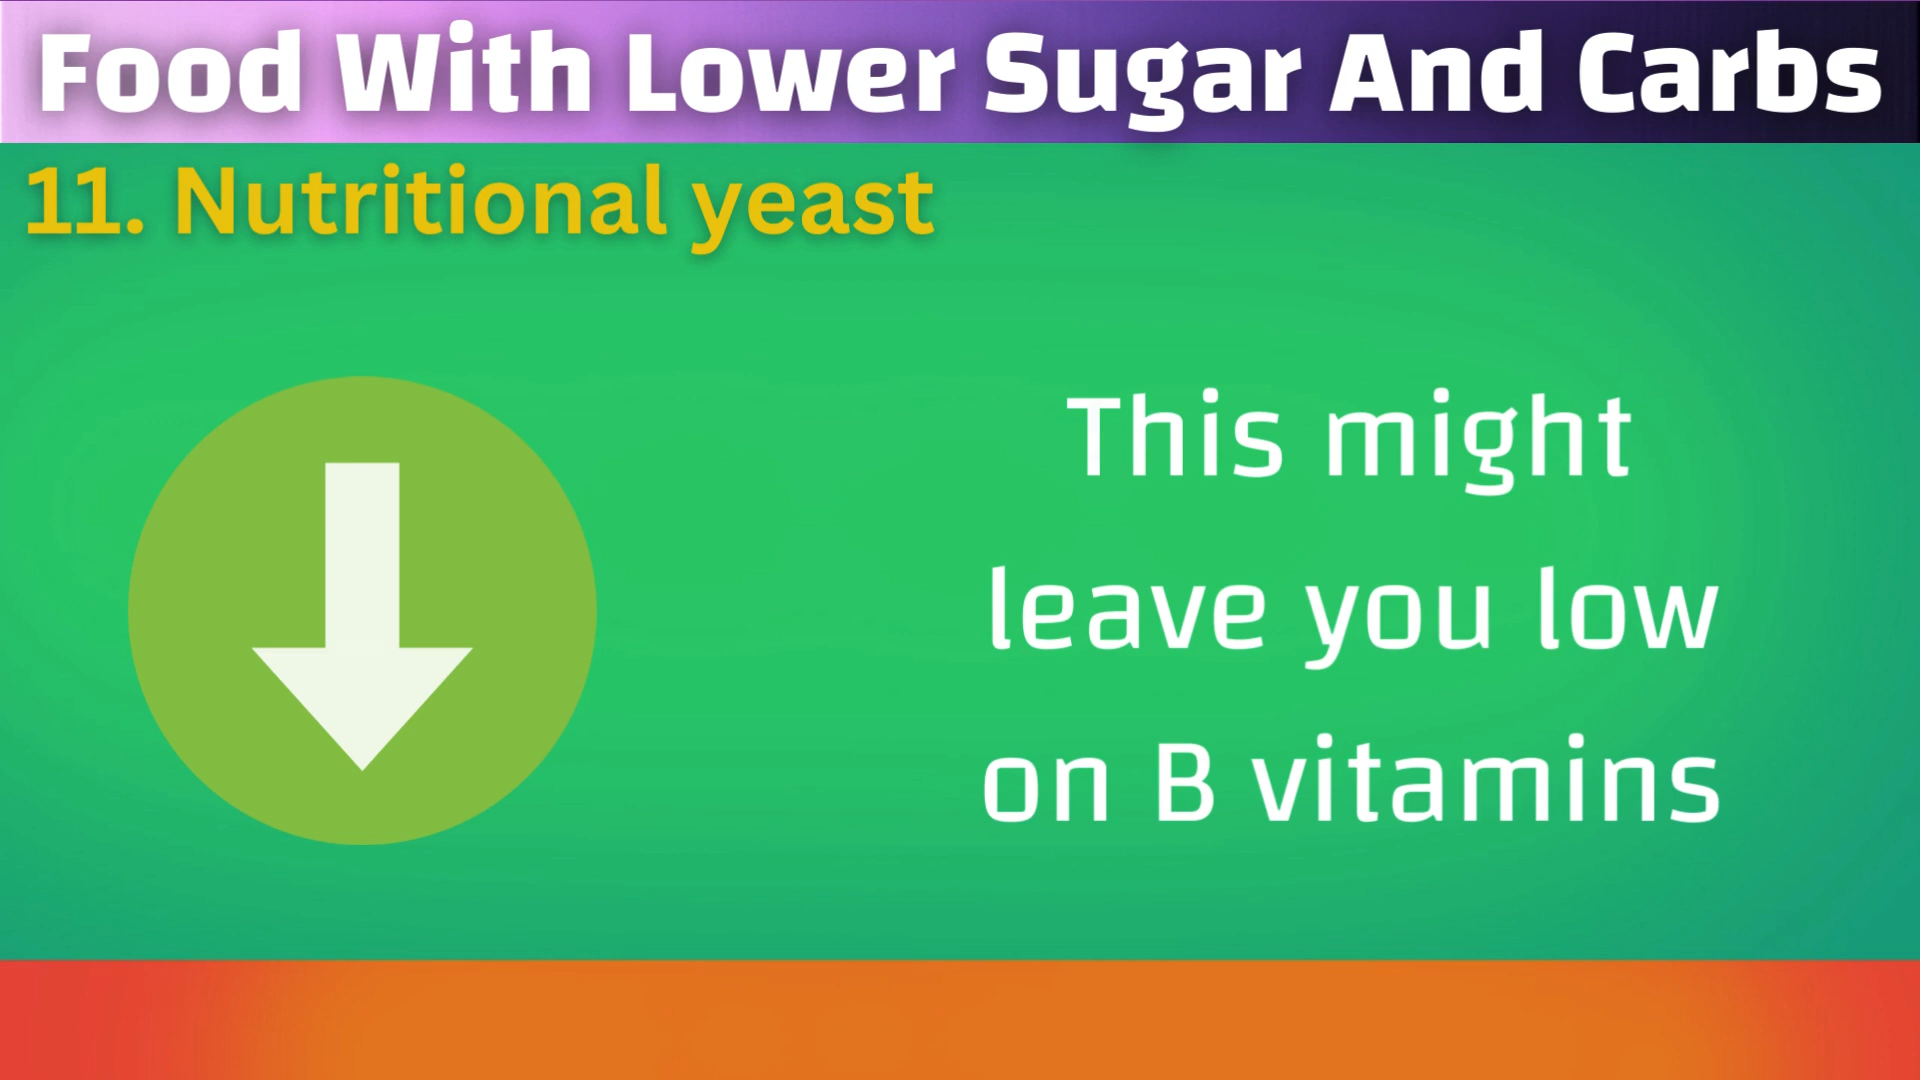 Food With Lower Sugar And Carbs
11. Nutritional yeast
This might
leave you low
on B vitamins